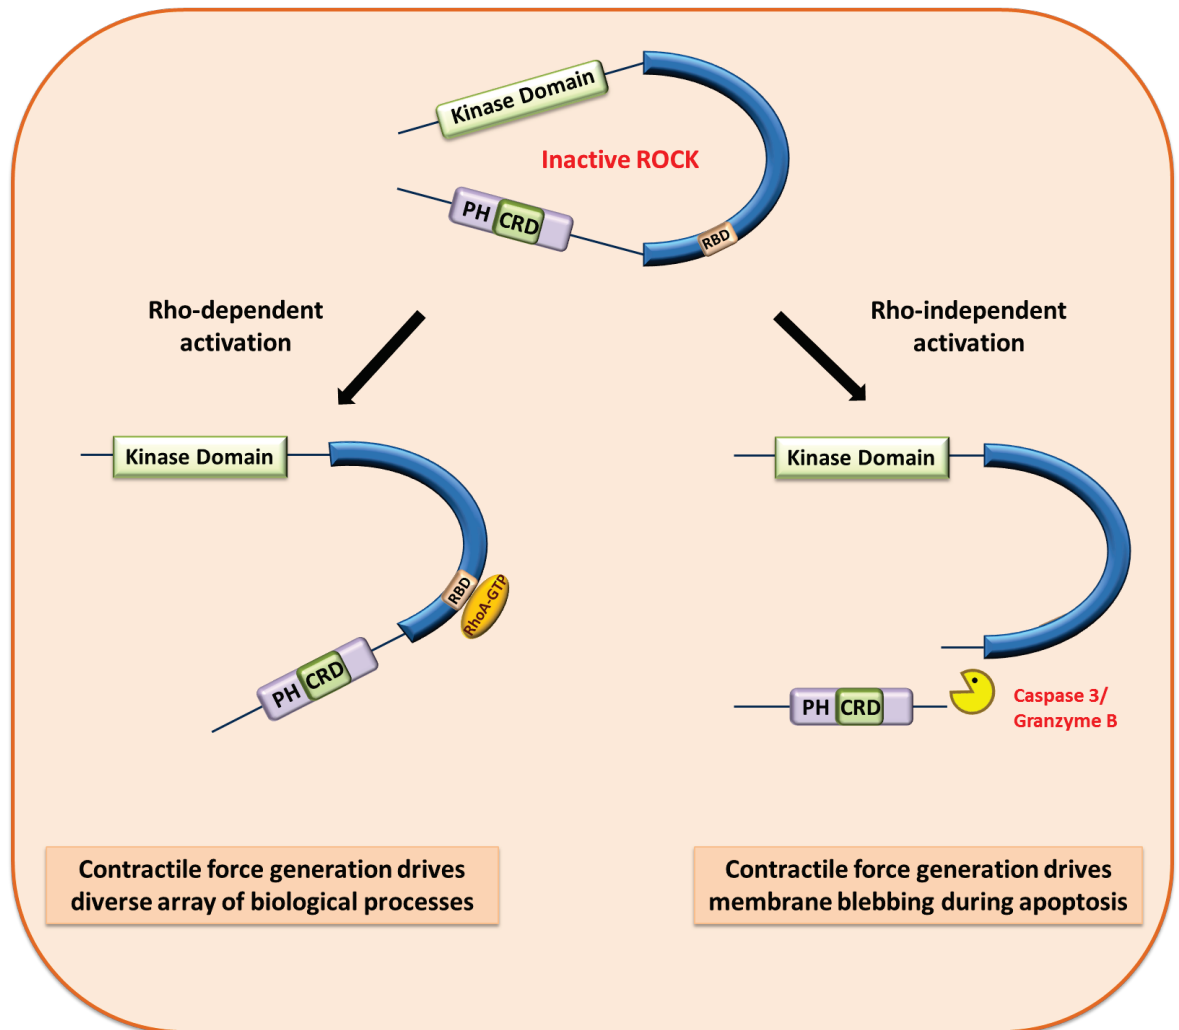 Kinase Domain
Inactive ROCK
PH CRD
RBD
Rho-dependent
activation
Rho-independent
activation
Kinase Domain
RBD
RhoA-GTP
PH CRD
Kinase Domain
PH CRD
Caspase 3/
Granzyme B
Contractile force generation drives
diverse array of biological processes
Contractile force generation drives
membrane blebbing during apoptosis